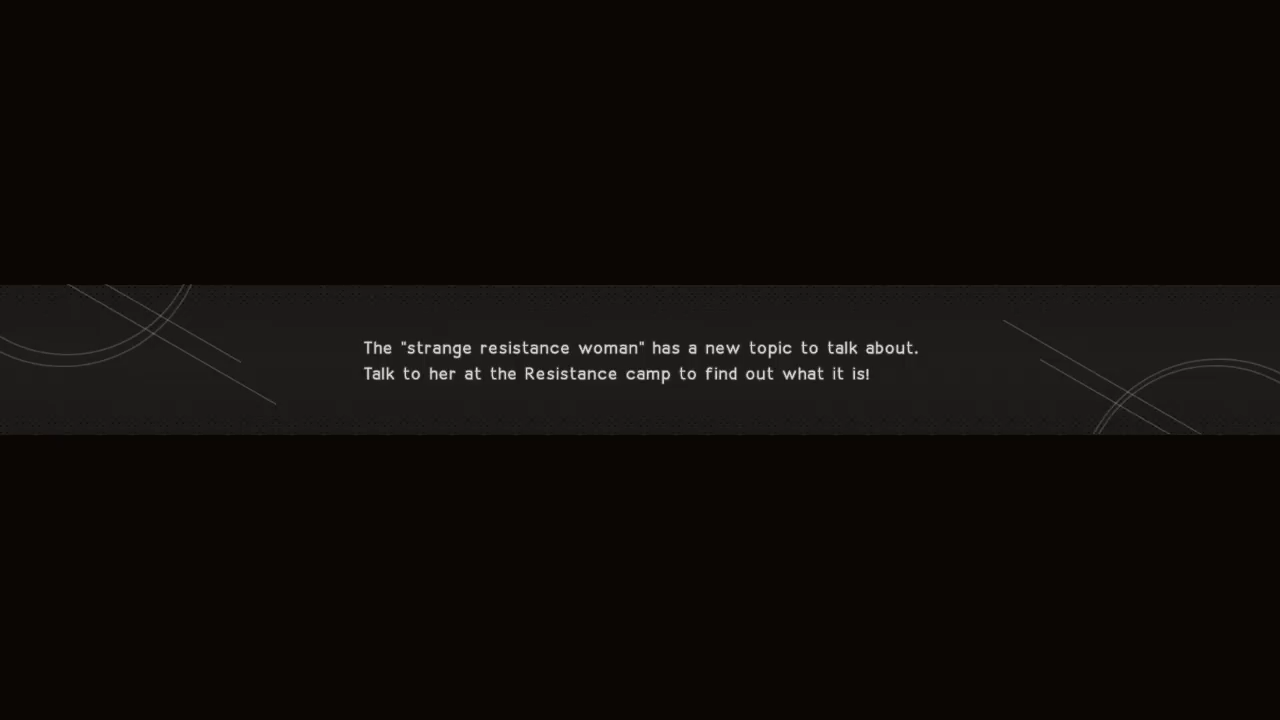 The "strange resistance woman" has a new topic to talk about.
Talk to her at the Resistance camp to find out what it is!